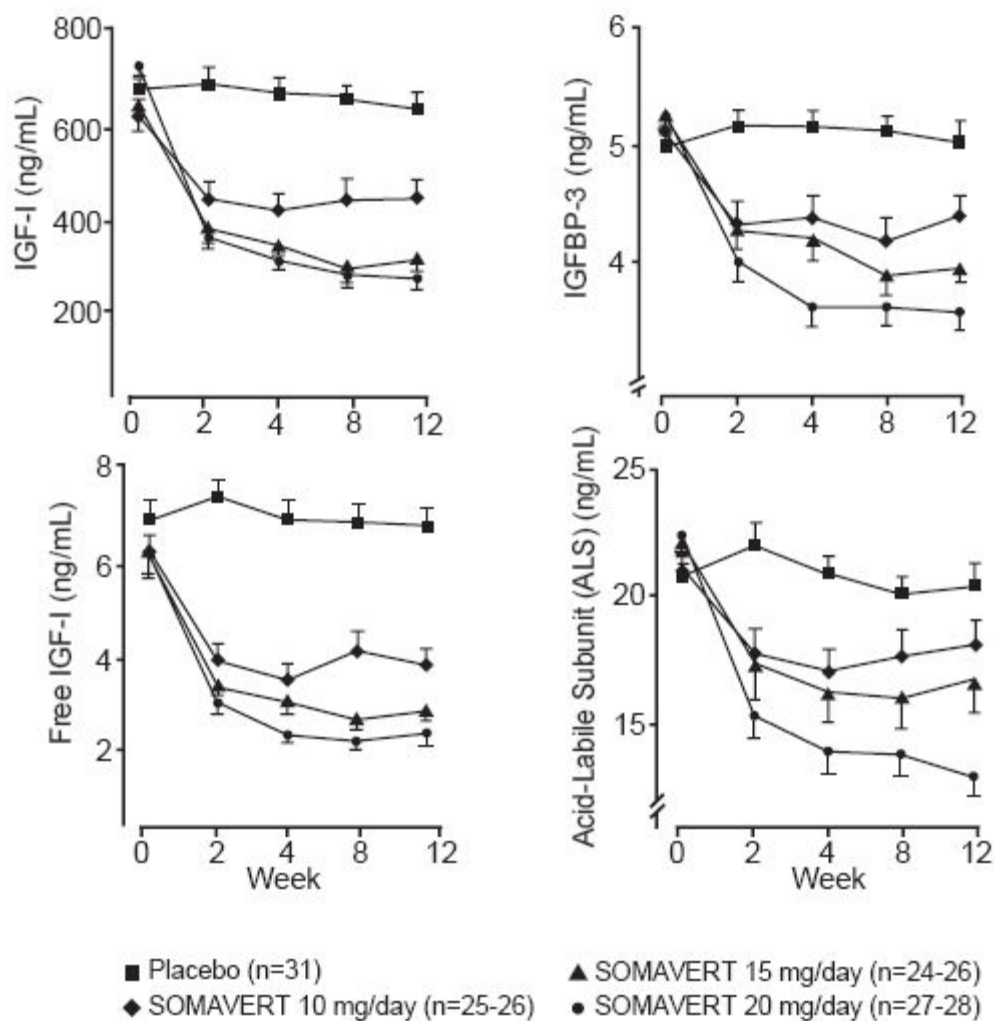 IGF-I (ng/mL)
800
600
400
200
0 2 4 8 12
IGFBP-3 (ng/mL)
6
5
4
0 2 4 8 12
Free IGF-I (ng/mL)
8
6
4
2
0 2 4 8 12
Week
Acid-Labile Subunit (ALS) (ng/mL)
25
20
15
0 2 4 8 12
Week
Placebo (n=31)
SOMAVERT 10 mg/day (n=25-26)
SOMAVERT 15 mg/day (n=24-26)
SOMAVERT 20 mg/day (n=27-28)